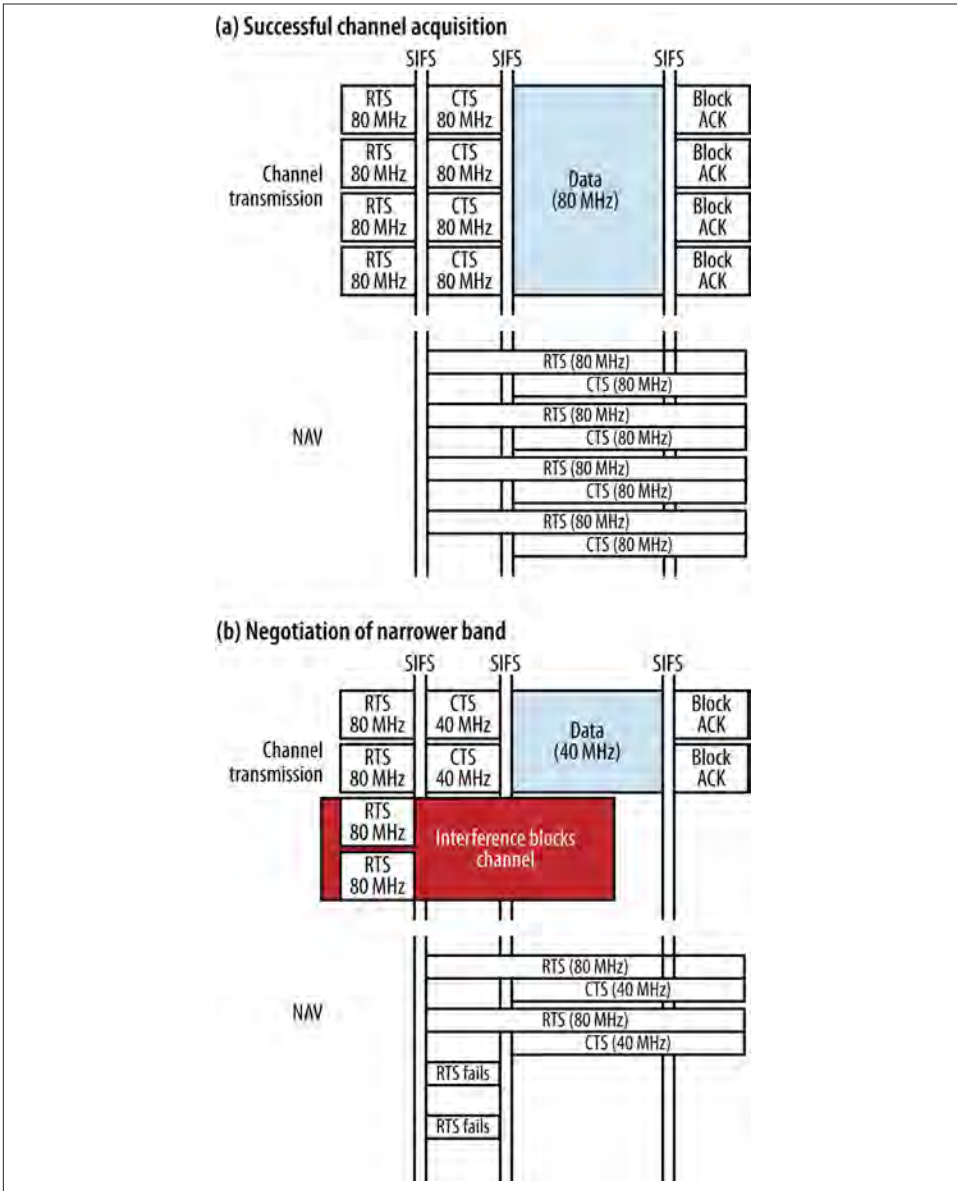 (a) Successful channel acquisition
SIFS SIFS SIFS
RTS
80 MHz
CTS
80 MHz
Block
ACK
RTS
80 MHz
CTS
80 MHz
Block
ACK
Channel
transmission
Data
(80 MHz)
RTS
80 MHz
CTS
80 MHz
Block
ACK
RTS
80 MHz
CTS
80 MHz
Block
ACK
NAV
RTS (80 MHz)
CTS (80 MHz)
RTS (80 MHz)
CTS (80 MHz)
RTS (80 MHz)
CTS (80 MHz)
RTS (80 MHz)
CTS (80 MHz)
(b) Negotiation of narrower band
SIFS SIFS SIFS
RTS
80 MHz
CTS
40 MHz
Data
(40 MHz)
Block
ACK
Channel
transmission
RTS
80 MHz
CTS
40 MHz
Block
ACK
RTS
80 MHz
Interference blocks
channel
RTS
80 MHz
NAV
RTS (80 MHz)
CTS (40 MHz)
RTS (80 MHz)
CTS (40 MHz)
RTS fails
RTS fails